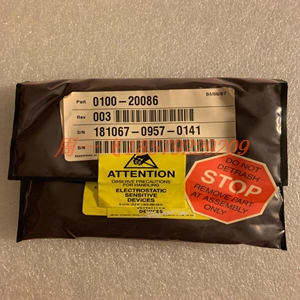 Part 0100-20086
Rev 003
S/N 181067-0957-0141
ATTENTION
OBSERVE PRECAUTIONS
FOR HANDLING
ELECTROSTATIC
SENSITIVE
DEVICES
DO NOT
DETRASH
STOP
REMOVE PART
AT ASSEMBLY
ONLY
DEVICES